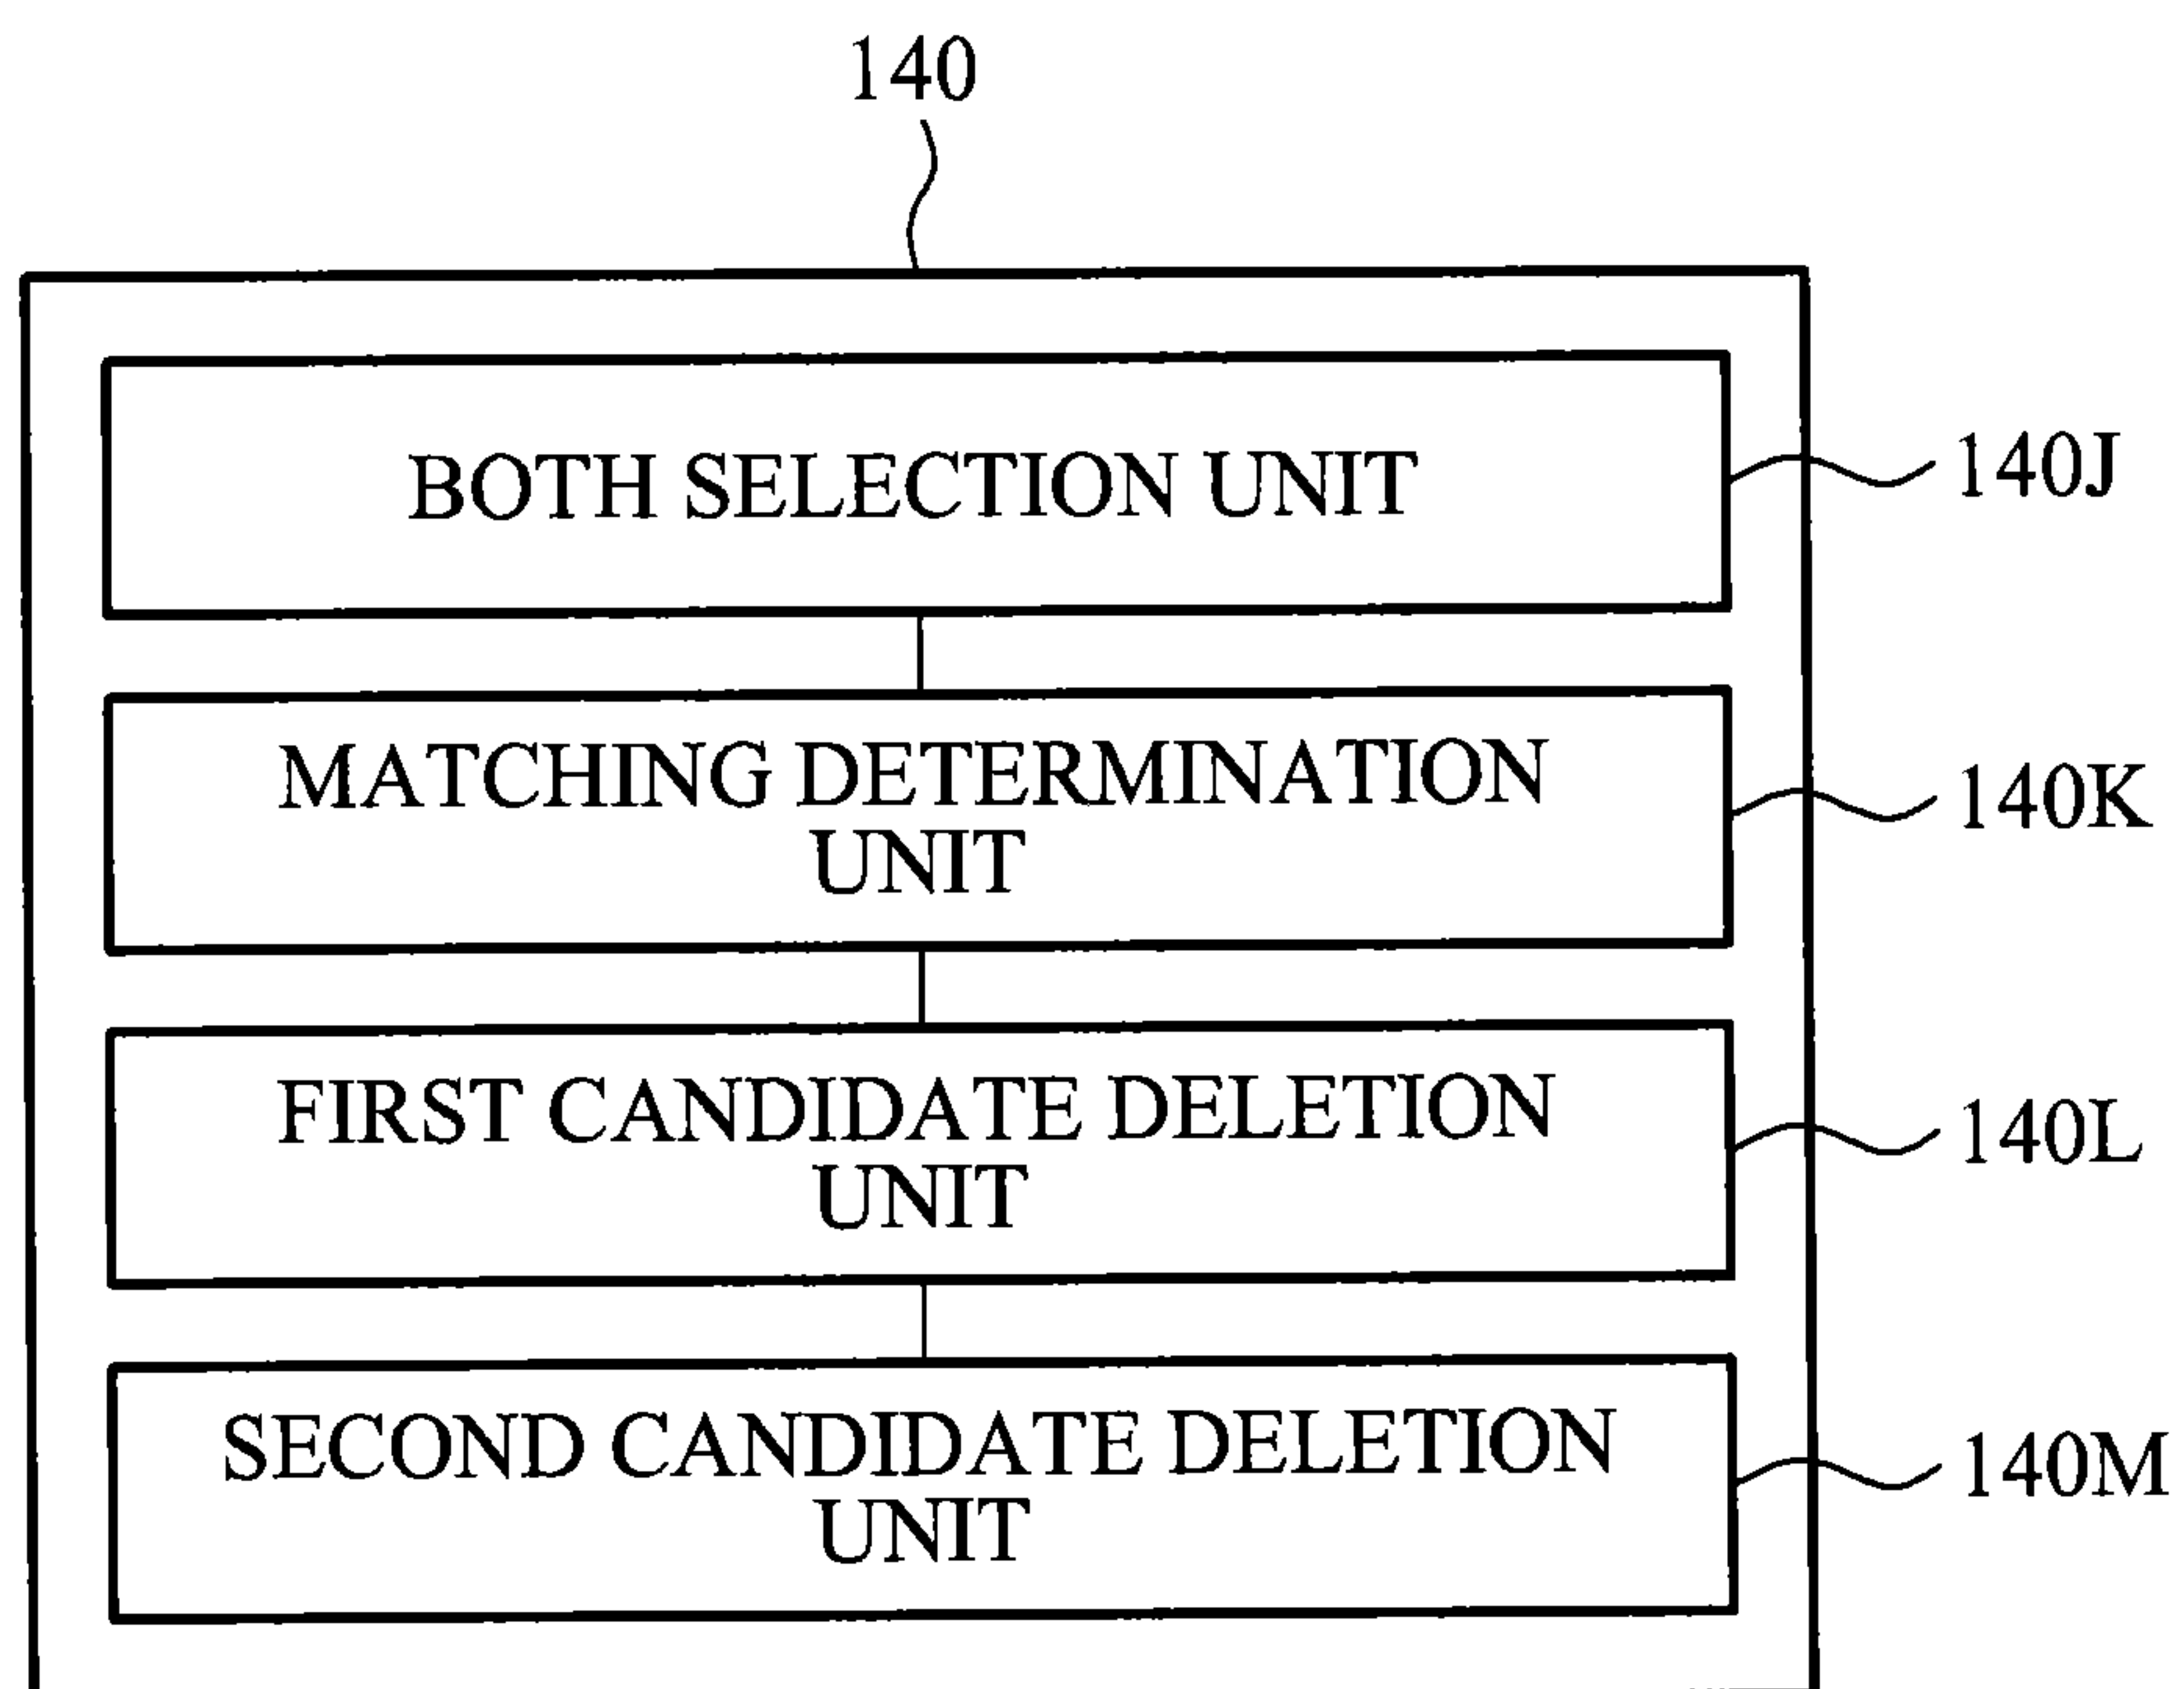 140
BOTH SELECTION UNIT
140J
MATCHING DETERMINATION
UNIT
140K
FIRST CANDIDATE DELETION
UNIT
140L
SECOND CANDIDATE DELETION
UNIT
140M